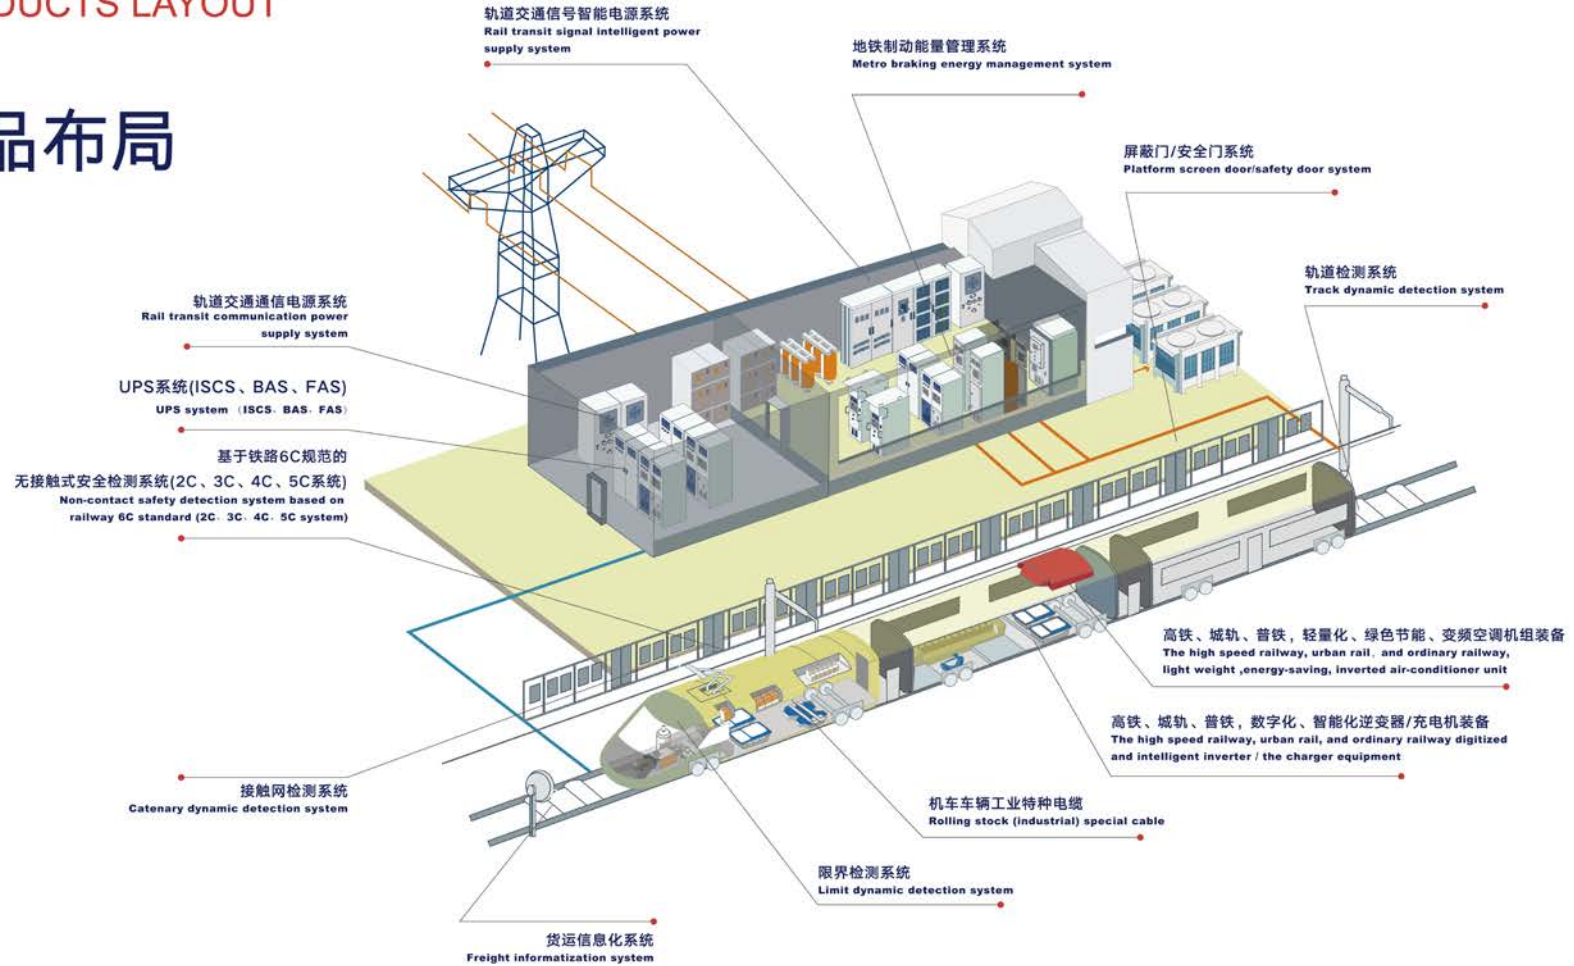 DUCTS LAYOUT
品布局
轨道交通信号智能电源系统
Rail transit signal intelligent power
supply system
地铁制动能量管理系统
Metro braking energy management system
屏蔽门/安全门系统
Platform screen door/safety door system
轨道检测系统
Track dynamic detection system
轨道交通通信电源系统
Rail transit communication power
supply system
UPS系统(ISCS、BAS、FAS)
UPS system （ISCS、BAS、FAS）
基于铁路6C规范的
无接触式安全检测系统(2C、3C、4C、5C系统)
Non-contact safety detection system based on
railway 6C standard (2C、3C、4C、5C system)
高铁、城轨、普铁，轻量化、绿色节能、变频空调机组装备
The high speed railway, urban rail, and ordinary railway,
light weight ,energy-saving, inverted air-conditioner unit
高铁、城轨、普铁，数字化、智能化逆变器/充电机装备
The high speed railway, urban rail, and ordinary railway digitized
and intelligent inverter / the charger equipment
接触网检测系统
Catenary dynamic detection system
机车车辆工业特种电缆
Rolling stock (industrial) special cable
限界检测系统
Limit dynamic detection system
货运信息化系统
Freight informatization system